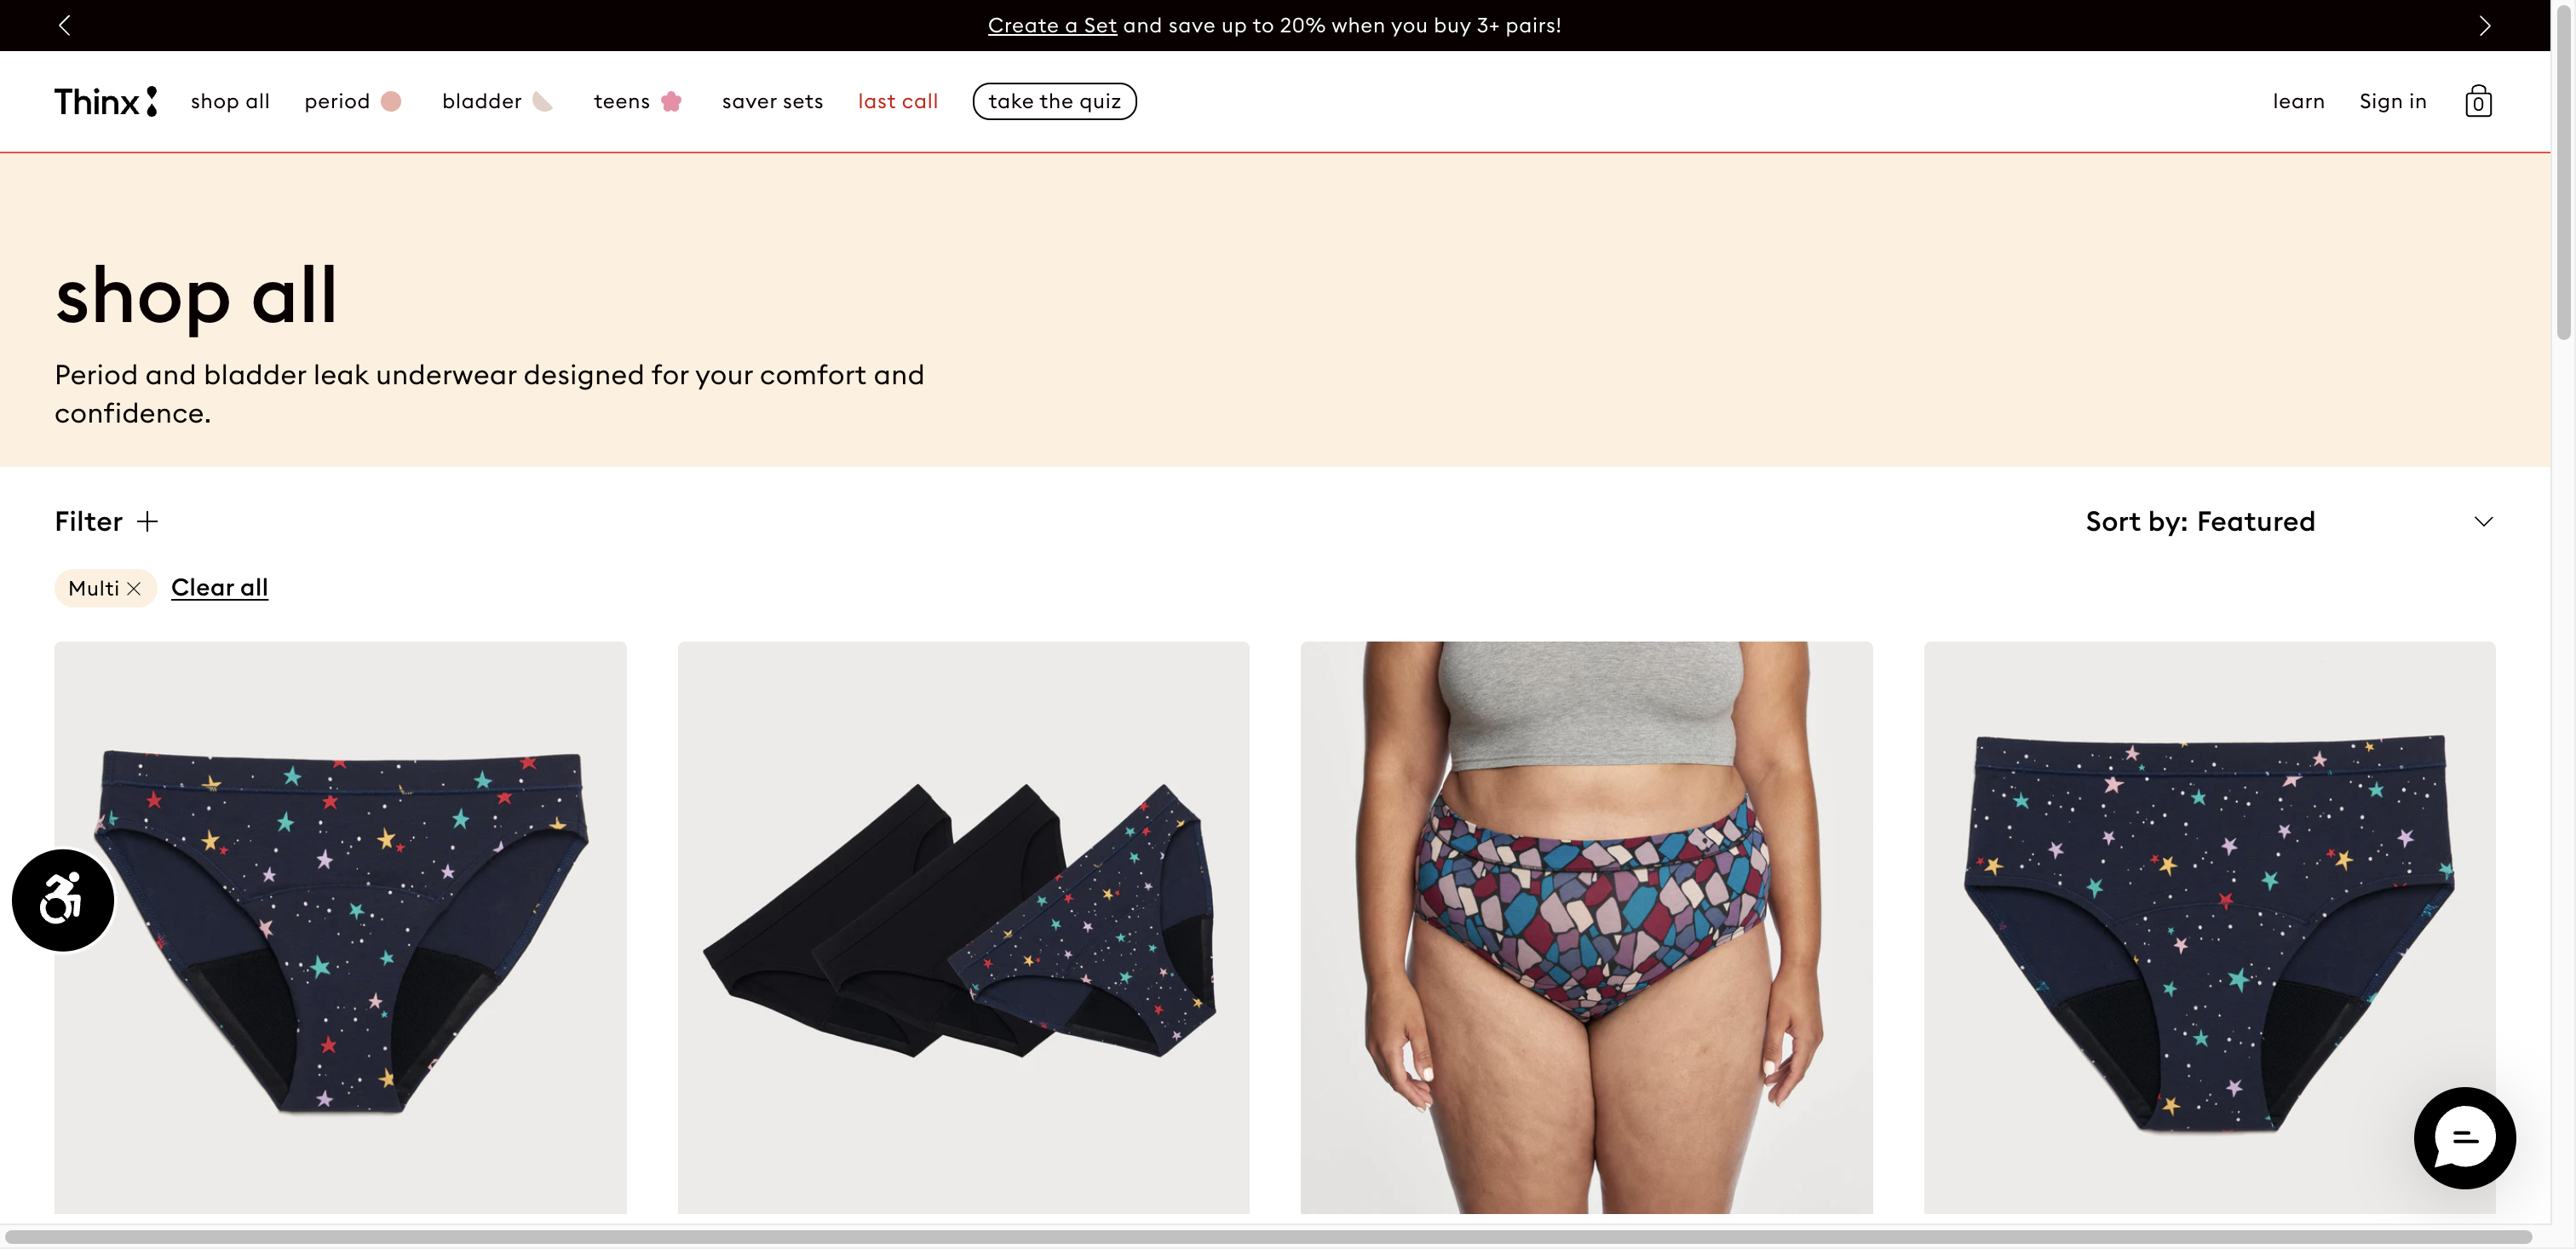 Create a Set and save up to 20% when you buy 3+ pairs!
Thinx shop all period bladder teens saver sets last call take the quiz learn Sign in 0
shop all
Period and bladder leak underwear designed for your comfort and
confidence.
Filter Sort by: Featured
Multi Clear all